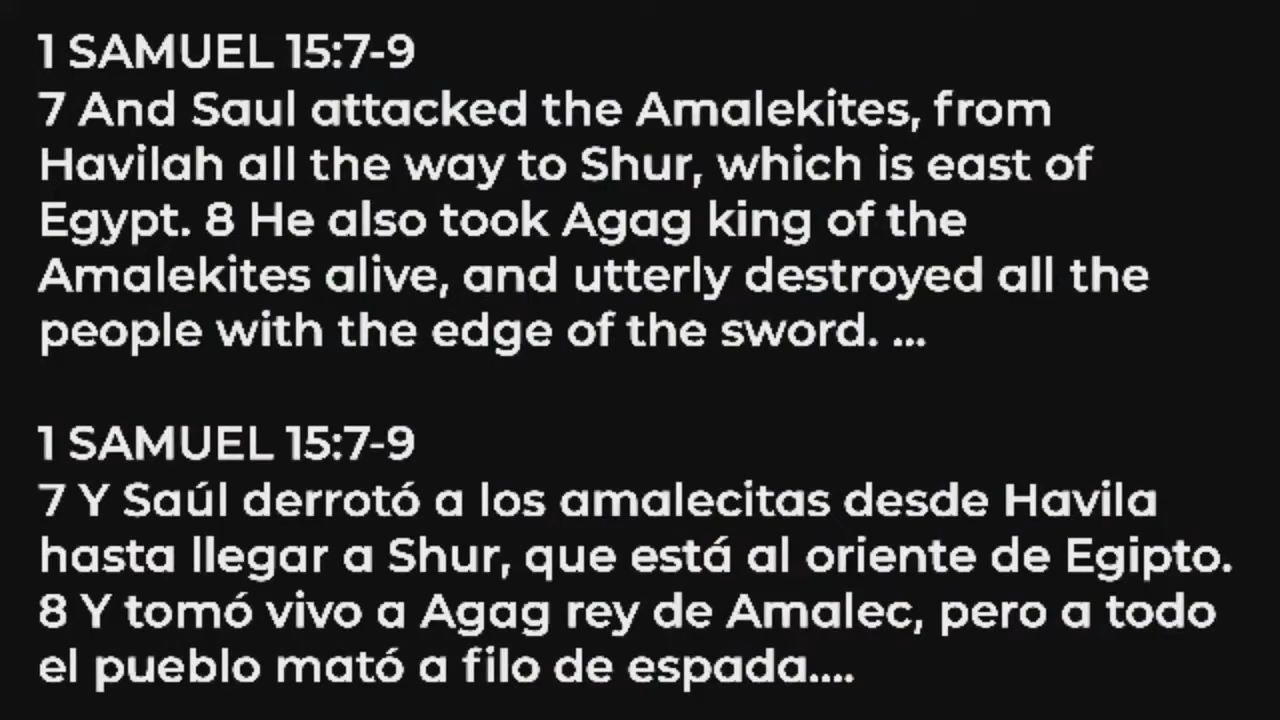 1 SAMUEL 15:7-9
7 And Saul attacked the Amalekites, from
Havilah all the way to Shur, which is east of
Egypt. 8 He also took Agag king of the
Amalekites alive, and utterly destroyed all the
people with the edge of the sword. ...
1 SAMUEL 15:7-9
7 Y Saúl derrotó a los amalecitas desde Havila
hasta llegar a Shur, que está al oriente de Egipto.
8 Y tomó vivo a Agag rey de Amalec, pero a todo
el pueblo mató a filo de espada....